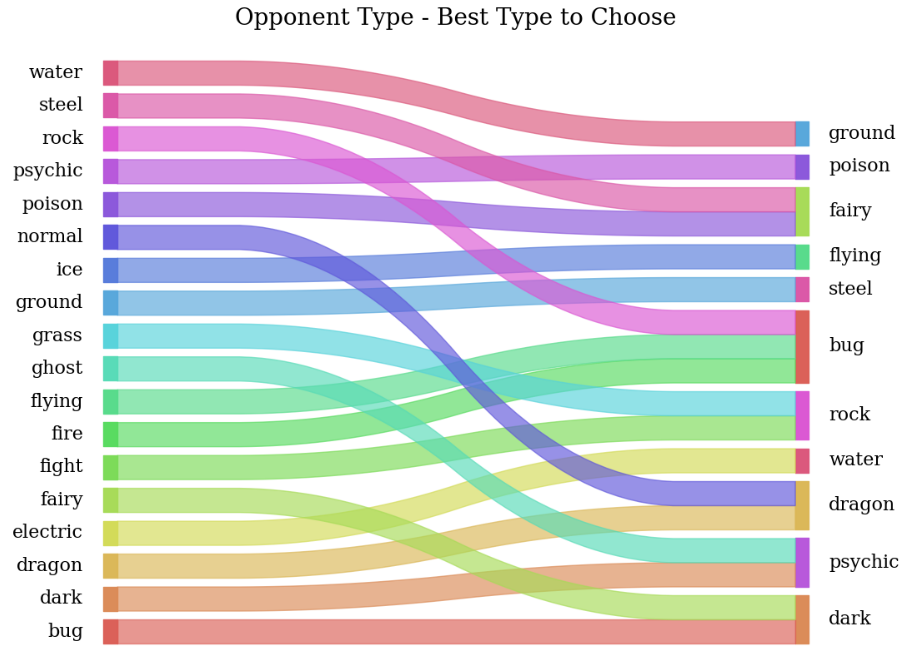 Opponent Type - Best Type to Choose
water
steel
rock
psychic
poison
normal
ice
ground
grass
ghost
flying
fire
fight
fairy
electric
dragon
dark
bug
ground
poison
fairy
flying
steel
bug
rock
water
dragon
psychic
dark